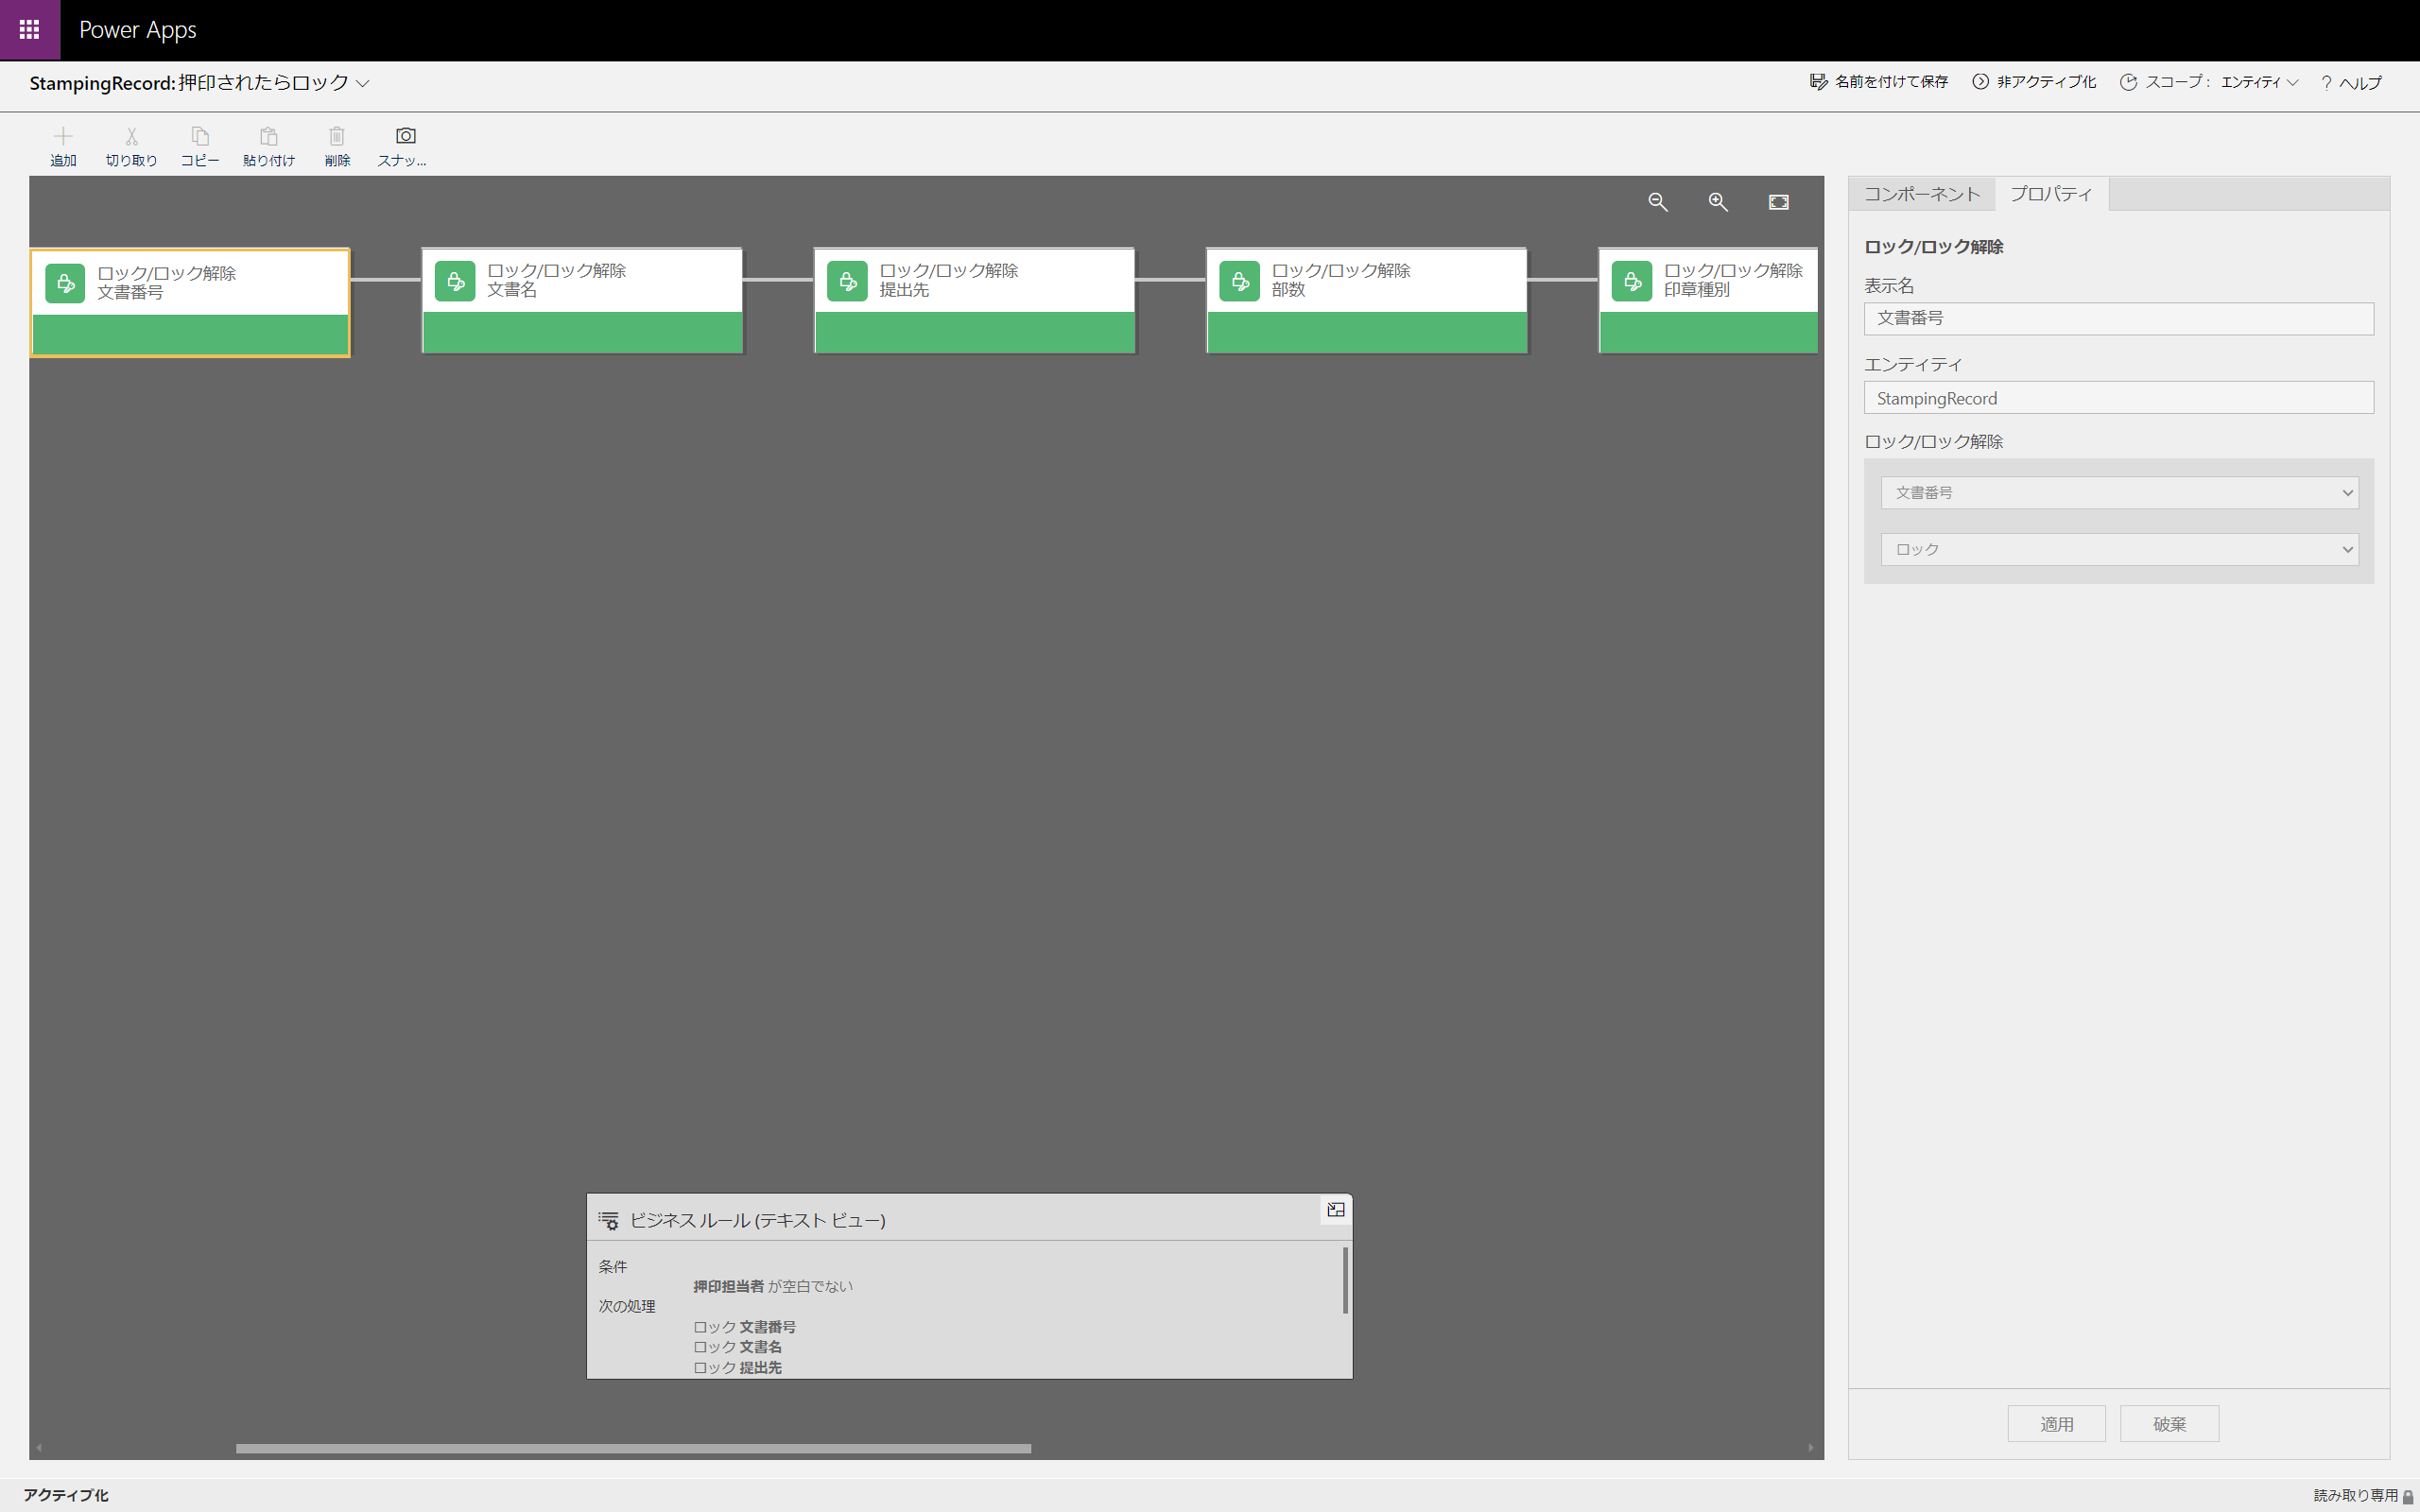 Power Apps
StampingRecord:押印されたらロック
名前を付けて保存 非アクティブ化 スコープ: エンティティ ? ヘルプ
追加 切り取り コピー 貼り付け 削除 スナッ...
ロック/ロック解除
文書番号
ロック/ロック解除
文書名
ロック/ロック解除
提出先
ロック/ロック解除
部数
ロック/ロック解除
印章種別
コンポーネント プロパティ
ロック/ロック解除
表示名
文書番号
エンティティ
StampingRecord
ロック/ロック解除
文書番号
ロック
ビジネス ルール (テキスト ビュー)
条件
押印担当者 が空白でない
次の処理
ロック 文書番号
ロック 文書名
ロック 提出先
適用 破棄
アクティブ化 読み取り専用